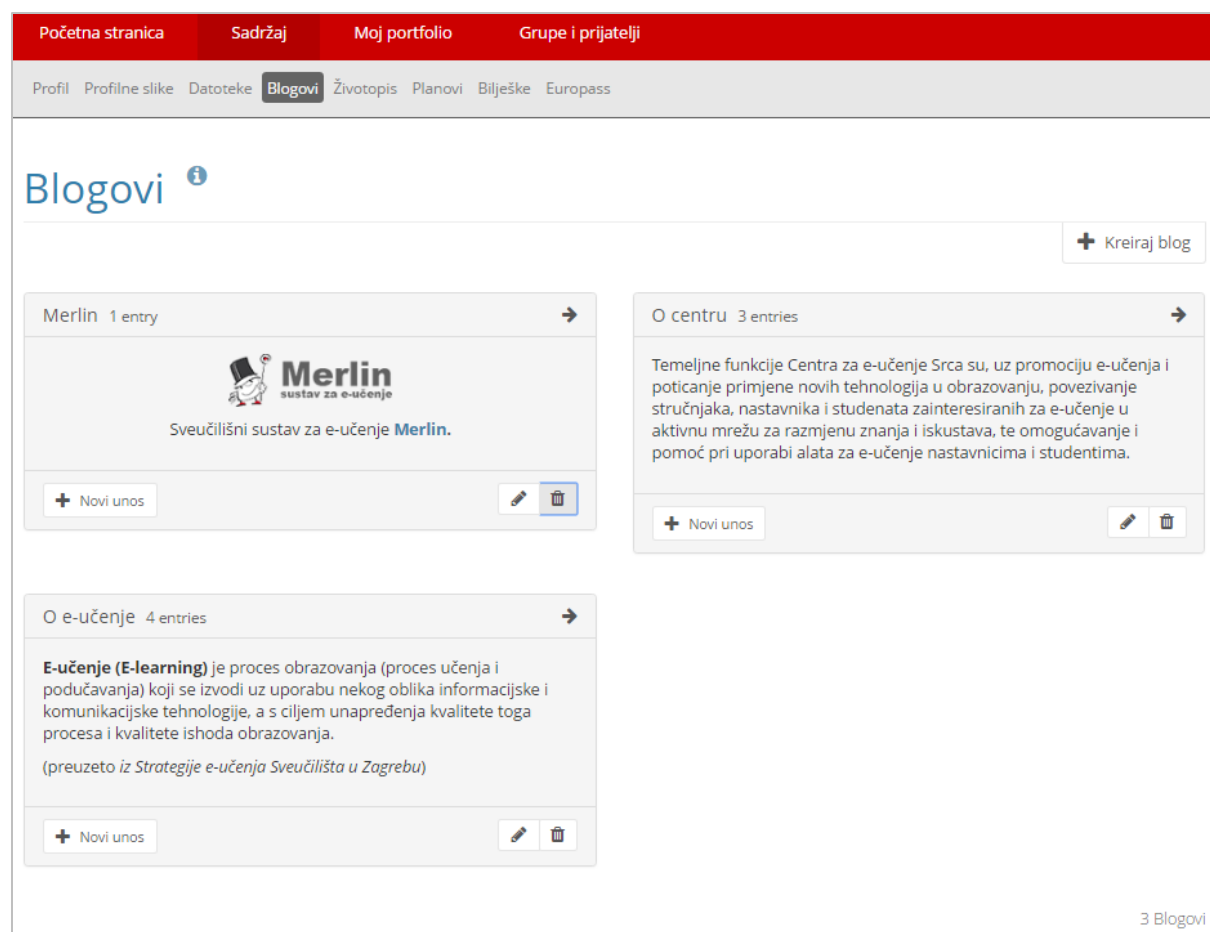 Početna stranica Sadržaj Moj portfolio Grupe i prijatelji
Profil Profilne slike Datoteke Blogovi Životopis Planovi Bilješke Europass
Blogovi
Kreiraj blog
Merlin 1 entry
Merlin
sustav za e-učenje
Sveučilišni sustav za e-učenje Merlin.
Novi unos
O centru 3 entries
Temeljne funkcije Centra za e-učenje Srca su, uz promociju e-učenja i
poticanje primjene novih tehnologija u obrazovanju, povezivanje
stručnjaka, nastavnika i studenata zainteresiranih za e-učenje u
aktivnu mrežu za razmjenu znanja i iskustava, te omogućavanje i
pomoć pri uporabi alata za e-učenje nastavnicima i studentima.
Novi unos
O e-učenje 4 entries
E-učenje (E-learning) je proces obrazovanja (proces učenja i
podučavanja) koji se izvodi uz uporabu nekog oblika informacijske i
komunikacijske tehnologije, a s ciljem unapređenja kvalitete toga
procesa i kvalitete ishoda obrazovanja.
(preuzeto iz Strategije e-učenja Sveučilišta u Zagrebu)
Novi unos
3 Blogovi